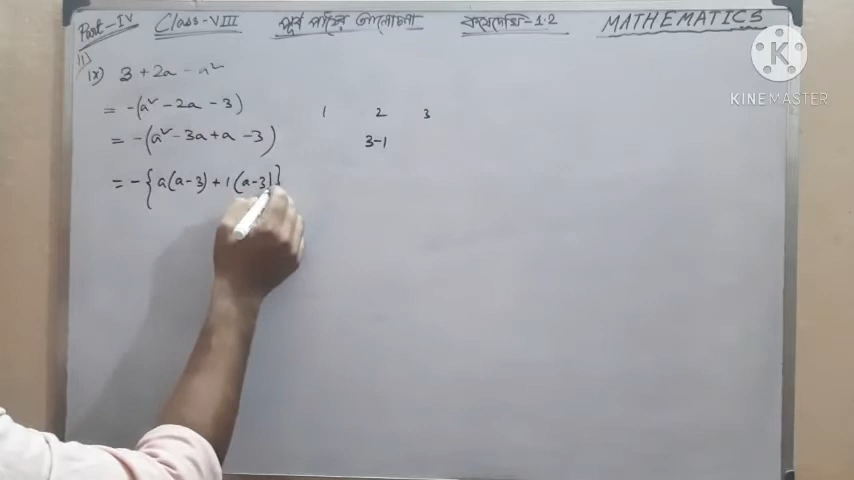 Part-IV Class-VIII পূর্ব পাঠের আলোচনা কষেদেখি-1.2 MATHEMATICS
KINEMASTER
11)
ix) 3 + 2a - a²
= -(a² - 2a - 3) 1 2 3
= -(a² - 3a + a - 3) 3-1
= -{a(a-3) + 1(a-3)}